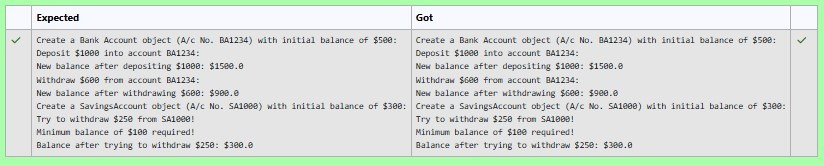 Expected Got
Create a Bank Account object (A/c No. BA1234) with initial balance of $500: Create a Bank Account object (A/c No. BA1234) with initial balance of $500:
Deposit $1000 into account BA1234: Deposit $1000 into account BA1234:
New balance after depositing $1000: $1500.0 New balance after depositing $1000: $1500.0
Withdraw $600 from account BA1234: Withdraw $600 from account BA1234:
New balance after withdrawing $600: $900.0 New balance after withdrawing $600: $900.0
Create a SavingsAccount object (A/c No. SA1000) with initial balance of $300: Create a SavingsAccount object (A/c No. SA1000) with initial balance of $300:
Try to withdraw $250 from SA1000! Try to withdraw $250 from SA1000!
Minimum balance of $100 required! Minimum balance of $100 required!
Balance after trying to withdraw $250: $300.0 Balance after trying to withdraw $250: $300.0